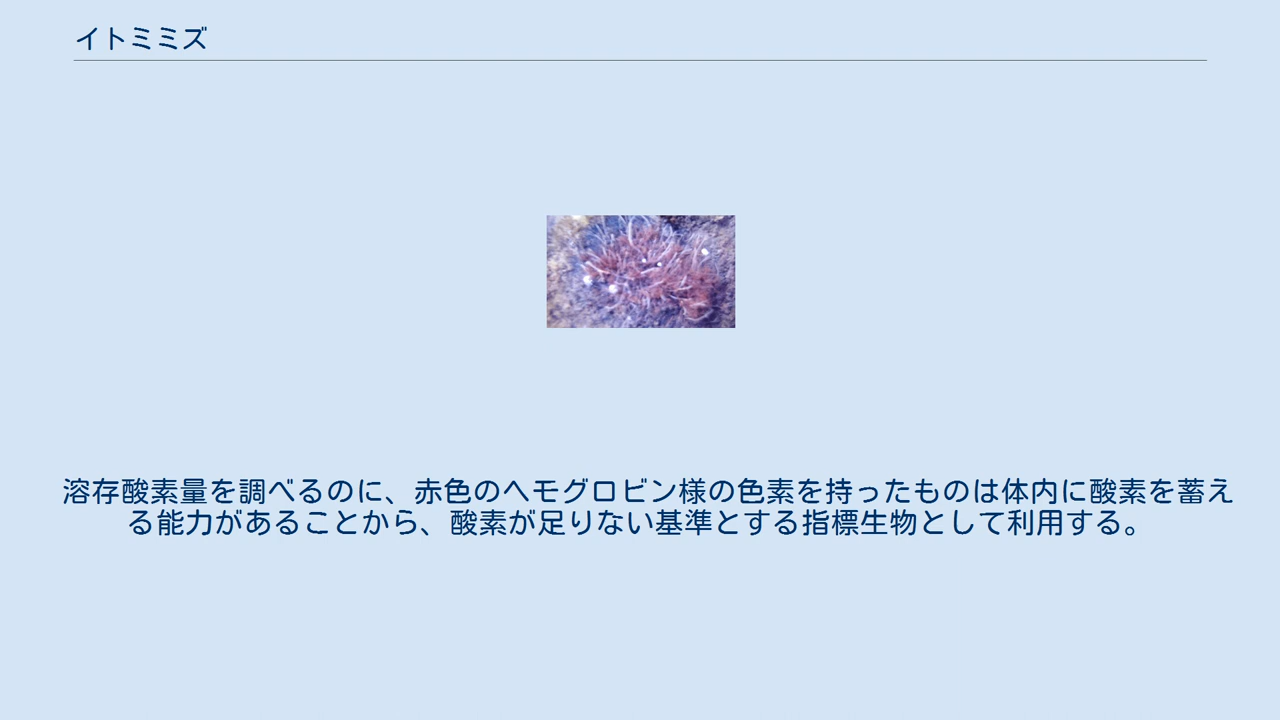 イトミミズ
溶存酸素量を調べるのに、赤色のヘモグロビン様の色素を持ったものは体内に酸素を蓄え
る能力があることから、酸素が足りない基準とする指標生物として利用する。